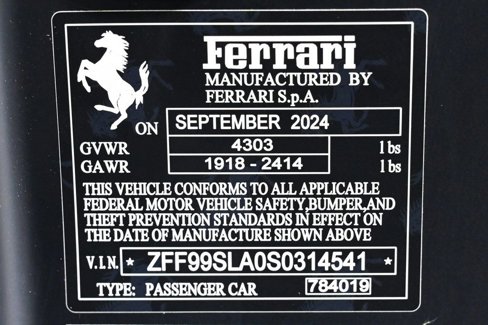 Ferrari
MANUFACTURED BY
FERRARI S.p.A.
ON SEPTEMBER 2024
GVWR 4303 lbs
GAWR 1918 - 2414 lbs
THIS VEHICLE CONFORMS TO ALL APPLICABLE
FEDERAL MOTOR VEHICLE SAFETY,BUMPER,AND
THEFT PREVENTION STANDARDS IN EFFECT ON
THE DATE OF MANUFACTURE SHOWN ABOVE
V.I.N. * ZFF99SLA0S0314541 *
TYPE: PASSENGER CAR 784019